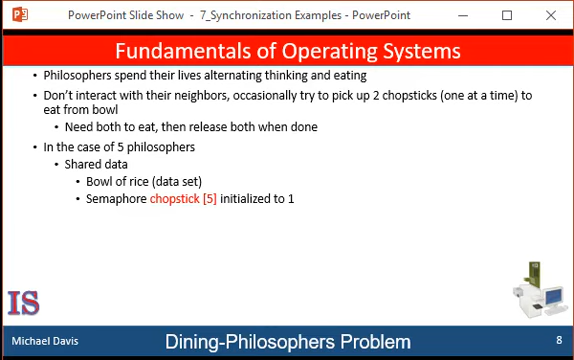 PowerPoint Slide Show - 7_Synchronization Examples - PowerPoint
Fundamentals of Operating Systems
• Philosophers spend their lives alternating thinking and eating
• Don't interact with their neighbors, occasionally try to pick up 2 chopsticks (one at a time) to
eat from bowl
• Need both to eat, then release both when done
• In the case of 5 philosophers
• Shared data
• Bowl of rice (data set)
• Semaphore chopstick [5] initialized to 1
IS
Michael Davis
Dining-Philosophers Problem
8